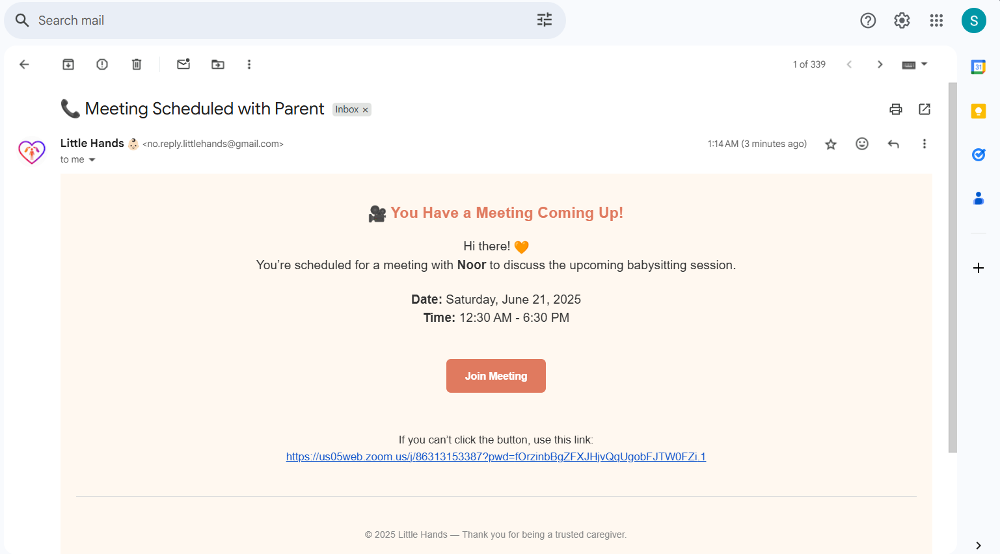 Search mail
S
1 of 339
31
📞 Meeting Scheduled with Parent Inbox ×
Little Hands 👶🏻 <no.reply.littlehands@gmail.com>
1:14 AM (3 minutes ago)
to me
🎥 You Have a Meeting Coming Up!
Hi there! 🧡
You’re scheduled for a meeting with Noor to discuss the upcoming babysitting session.
Date: Saturday, June 21, 2025
Time: 12:30 AM - 6:30 PM
Join Meeting
If you can’t click the button, use this link:
https://us05web.zoom.us/j/86313153387?pwd=fOrzinbBgZFXJHjvQqUgobFJTW0FZi.1
© 2025 Little Hands — Thank you for being a trusted caregiver.